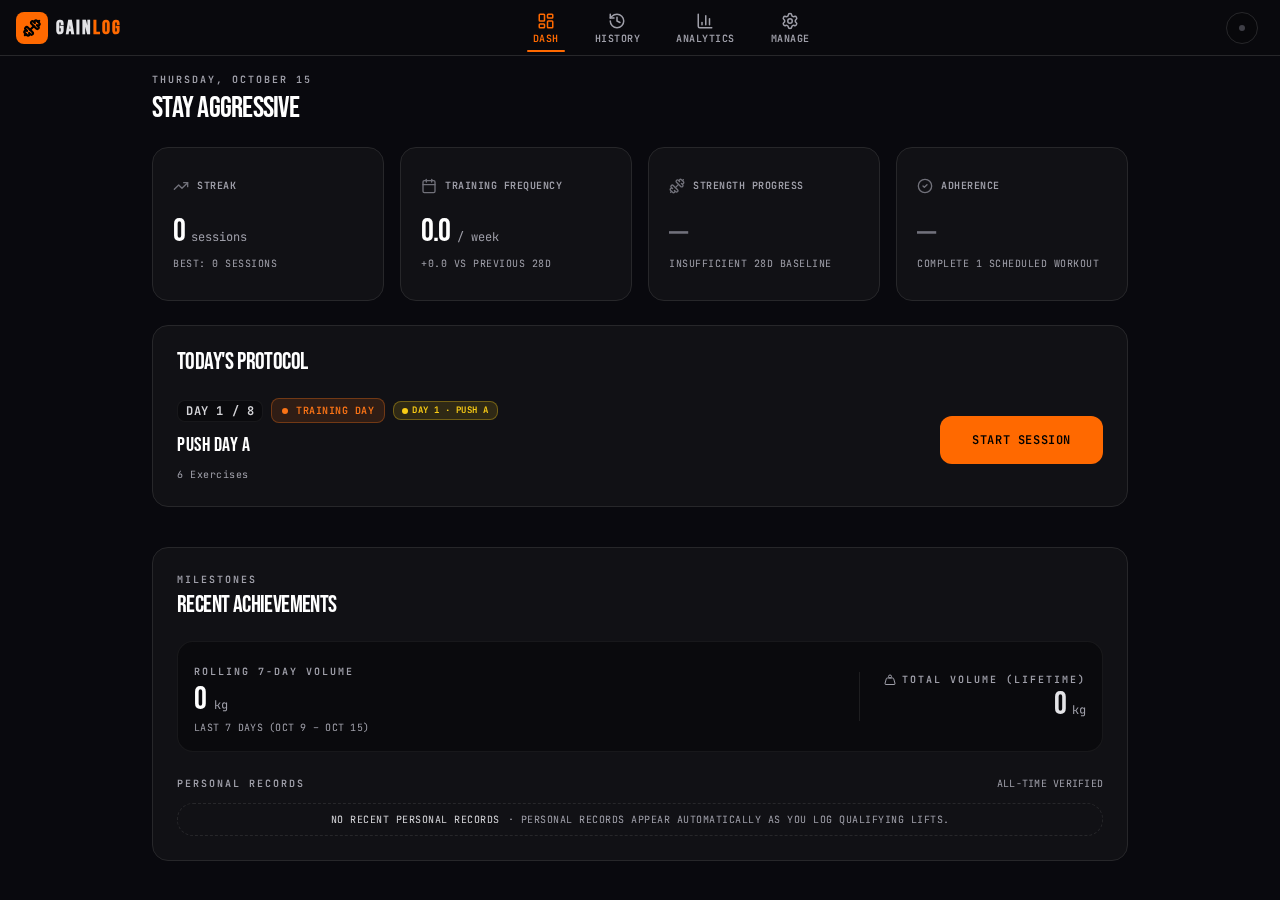 GAINLOG
DASH
HISTORY
ANALYTICS
MANAGE
THURSDAY, OCTOBER 15
STAY AGGRESSIVE
STREAK
0 sessions
BEST: 0 SESSIONS
TRAINING FREQUENCY
0.0 / week
+0.0 VS PREVIOUS 28D
STRENGTH PROGRESS
—
INSUFFICIENT 28D BASELINE
ADHERENCE
—
COMPLETE 1 SCHEDULED WORKOUT
TODAY'S PROTOCOL
DAY 1 / 8
TRAINING DAY
DAY 1 · PUSH A
PUSH DAY A
6 Exercises
START SESSION
MILESTONES
RECENT ACHIEVEMENTS
ROLLING 7-DAY VOLUME
0 kg
LAST 7 DAYS (OCT 9 – OCT 15)
TOTAL VOLUME (LIFETIME)
0 kg
PERSONAL RECORDS
ALL-TIME VERIFIED
NO RECENT PERSONAL RECORDS · PERSONAL RECORDS APPEAR AUTOMATICALLY AS YOU LOG QUALIFYING LIFTS.